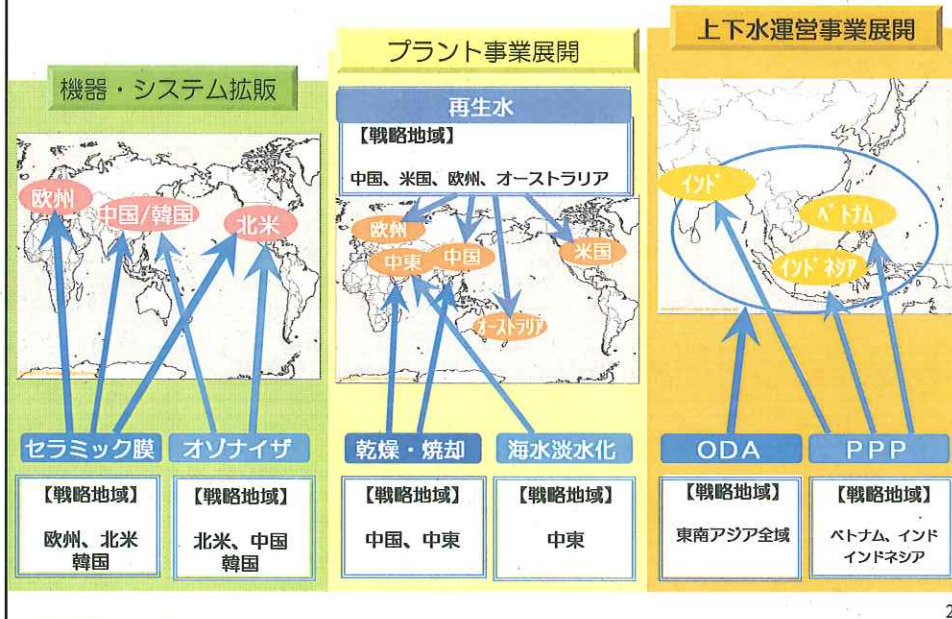 機器・システム拡販
欧州
中国/韓国
北米
セラミック膜
【戦略地域】
欧州、北米
韓国
オゾナイザ
【戦略地域】
北米、中国
韓国
プラント事業展開
再生水
【戦略地域】
中国、米国、欧州、オーストラリア
欧州
中東
中国
米国
オーストラリア
乾燥・焼却
【戦略地域】
中国、中東
海水淡水化
【戦略地域】
中東
上下水運営事業展開
インド
ベトナム
インドネシア
ODA
【戦略地域】
東南アジア全域
PPP
【戦略地域】
ベトナム、インド
インドネシア
2